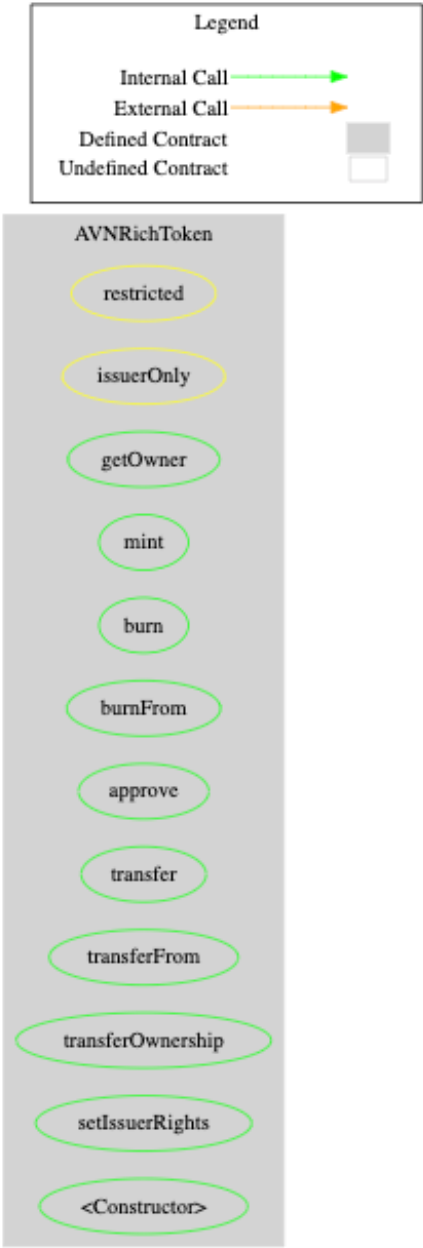 Legend
Internal Call
External Call
Defined Contract
Undefined Contract
AVNRichToken
restricted
issuerOnly
getOwner
mint
burn
burnFrom
approve
transfer
transferFrom
transferOwnership
setIssuerRights
<Constructor>